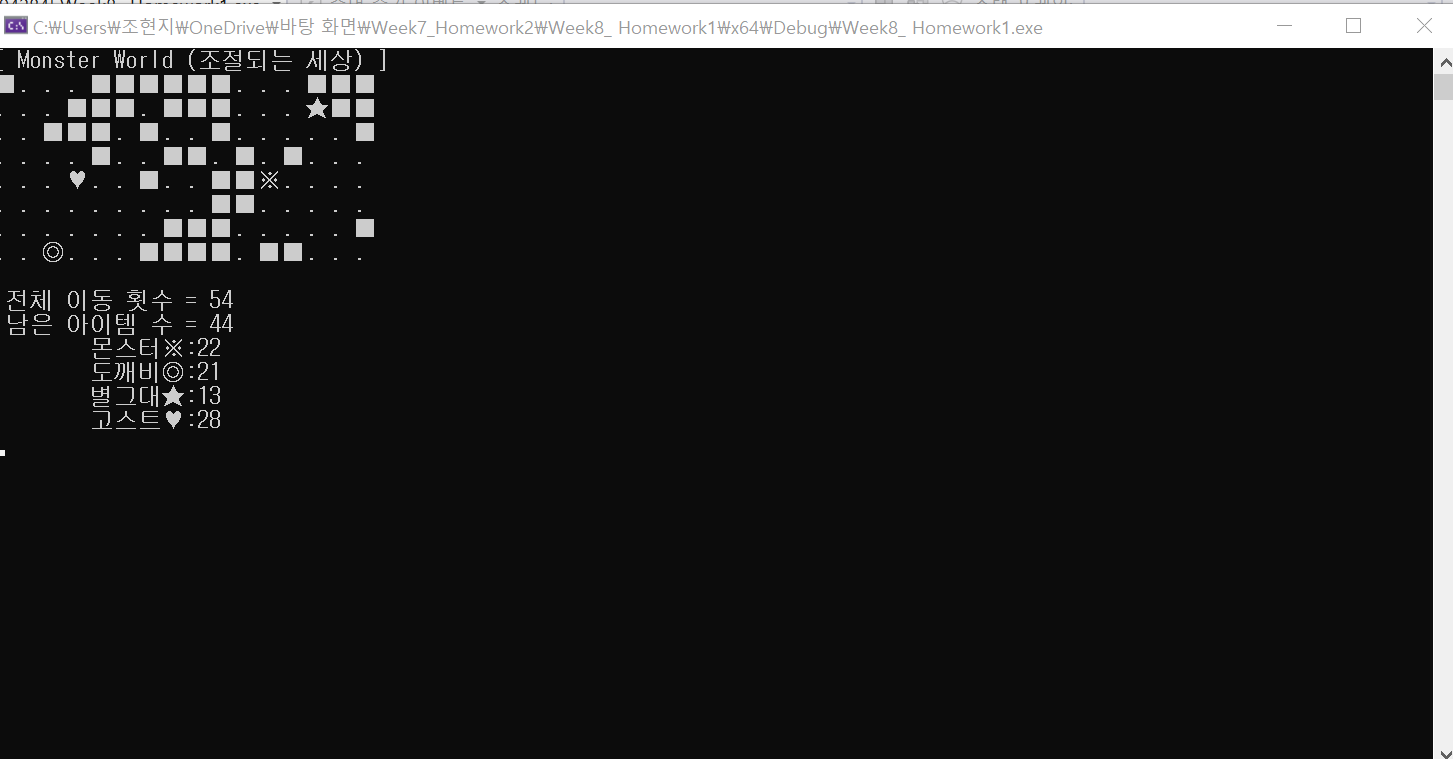 C:\Users\조현지\OneDrive\바탕 화면\Week7_Homework2\Week8_ Homework1\x64\Debug\Week8_ Homework1.exe
[ Monster World (조절되는 세상) ]
■. . . ■■■■■■. . . ■■■
. . . ■■■. ■■■. . . ★■■
. . ■■■. ■. . ■. . . . . ■
. . . . ■. . ■■. ■. ■. . .
. . . ♥. . ■. . ■■※. . . .
. . . . . . . . . ■■. . . . .
. . . . . . . ■■■. . . . . ■
. . ◎. . . ■■■■. ■■. . .
전체 이동 횟수 = 54
남은 아이템 수 = 44
몬스터※:22
도깨비◎:21
별그대★:13
고스트♥:28